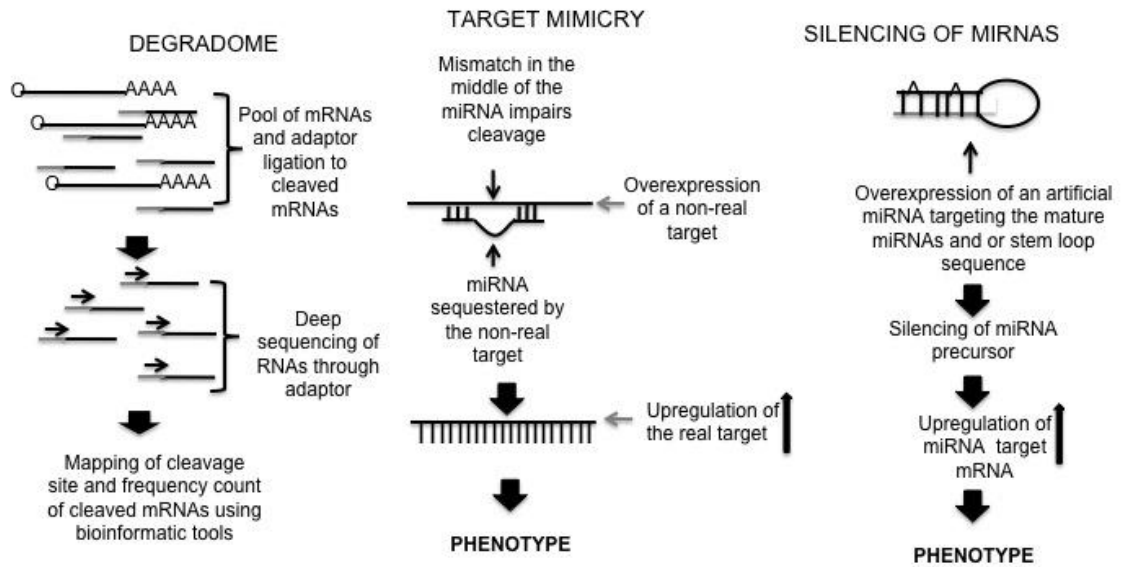 DEGRADOME
AAAA
AAAA
AAAA
Pool of mRNAs
and adaptor
ligation to
cleaved
mRNAs
Deep
sequencing of
RNAs through
adaptor
Mapping of cleavage
site and frequency count
of cleaved mRNAs using
bioinformatic tools
TARGET MIMICRY
Mismatch in the
middle of the
miRNA impairs
cleavage
Overexpression
of a non-real
target
miRNA
sequestered by
the non-real
target
Upregulation of
the real target
PHENOTYPE
SILENCING OF MIRNAS
Overexpression of an artificial
miRNA targeting the mature
miRNAs and or stem loop
sequence
Silencing of miRNA
precursor
Upregulation of
miRNA target
mRNA
PHENOTYPE